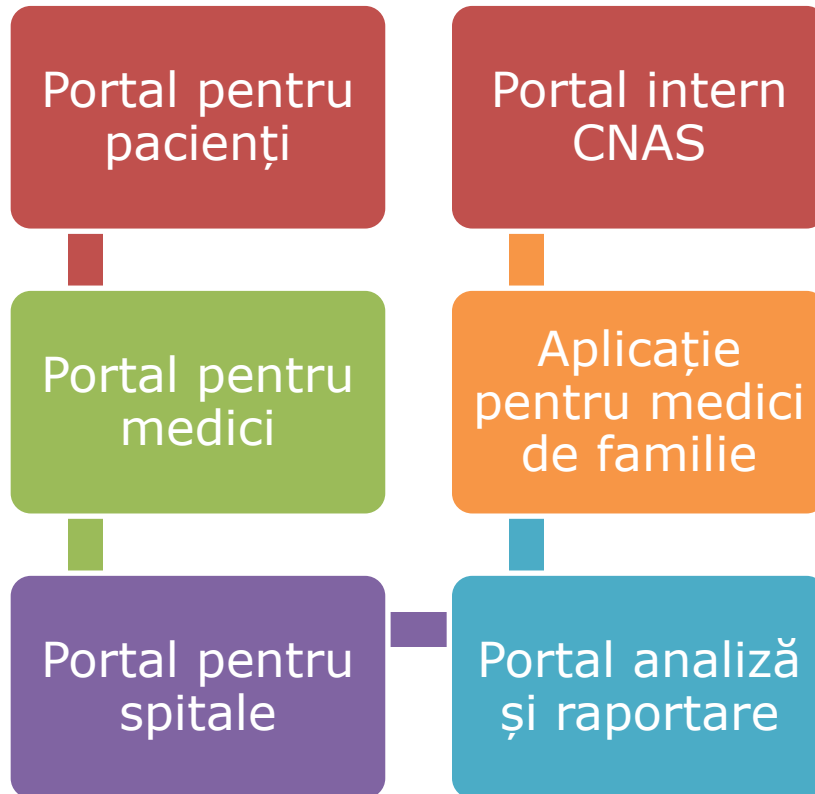 Portal pentru
pacienți
Portal pentru
medici
Portal pentru
spitale
Portal analiză
și raportare
Aplicație
pentru medici
de familie
Portal intern
CNAS